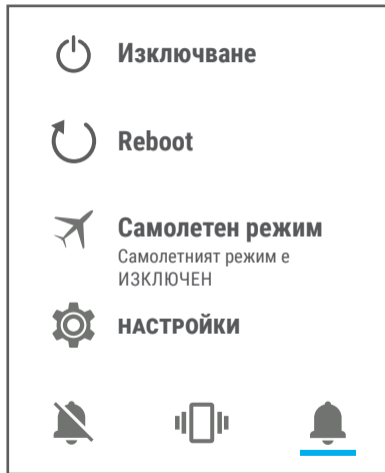 Изключване
Reboot
Самолетен режим
Самолетният режим е
ИЗКЛЮЧЕН
НАСТРОЙКИ